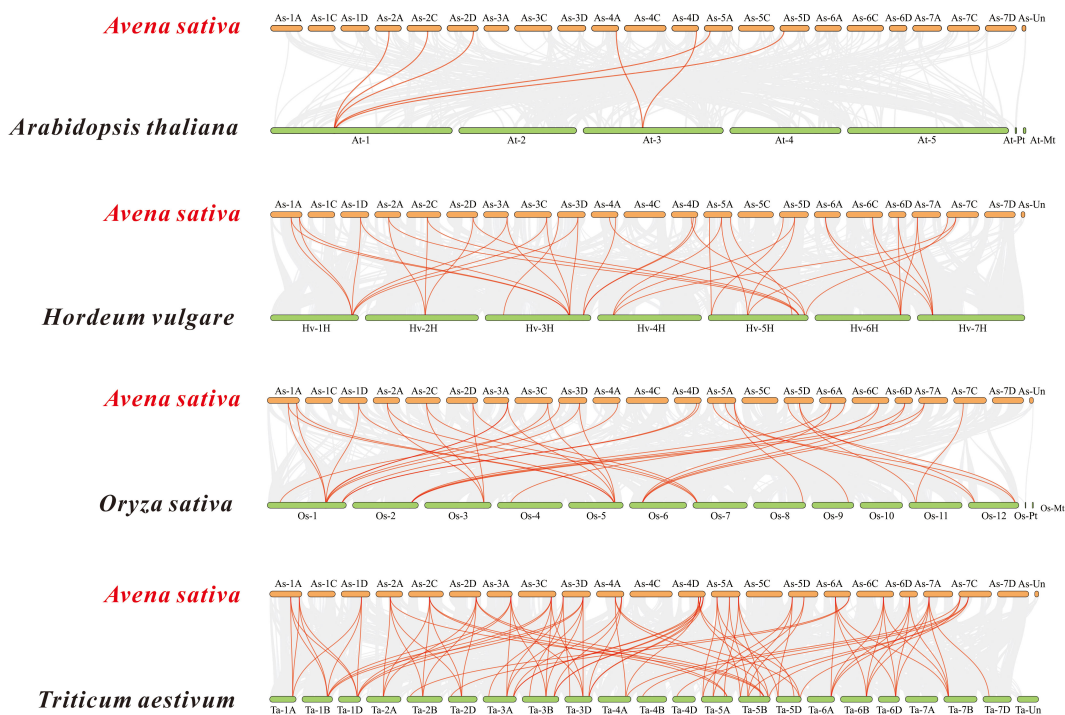 As-1A As-1C As-1D As-2A As-2C As-2D As-3A As-3C As-3D As-4A As-4C As-4D As-5A As-5C As-5D As-6A As-6C As-6D As-7A As-7C As-7D As-Un
Avena sativa
Arabidopsis thaliana
At-1 At-2 At-3 At-4 At-5 At-Pt At-Mt
As-1A As-1C As-1D As-2A As-2C As-2D As-3A As-3C As-3D As-4A As-4C As-4D As-5A As-5C As-5D As-6A As-6C As-6D As-7A As-7C As-7D As-Un
Avena sativa
Hordeum vulgare
Hv-1H Hv-2H Hv-3H Hv-4H Hv-5H Hv-6H Hv-7H
As-1A As-1C As-1D As-2A As-2C As-2D As-3A As-3C As-3D As-4A As-4C As-4D As-5A As-5C As-5D As-6A As-6C As-6D As-7A As-7C As-7D As-Un
Avena sativa
Oryza sativa
Os-1 Os-2 Os-3 Os-4 Os-5 Os-6 Os-7 Os-8 Os-9 Os-10 Os-11 Os-12 Os-Pt Os-Mt
As-1A As-1C As-1D As-2A As-2C As-2D As-3A As-3C As-3D As-4A As-4C As-4D As-5A As-5C As-5D As-6A As-6C As-6D As-7A As-7C As-7D As-Un
Avena sativa
Triticum aestivum
Ta-1A Ta-1B Ta-1D Ta-2A Ta-2B Ta-2D Ta-3A Ta-3B Ta-3D Ta-4A Ta-4B Ta-4D Ta-5A Ta-5B Ta-5D Ta-6A Ta-6B Ta-6D Ta-7A Ta-7B Ta-7D Ta-Un